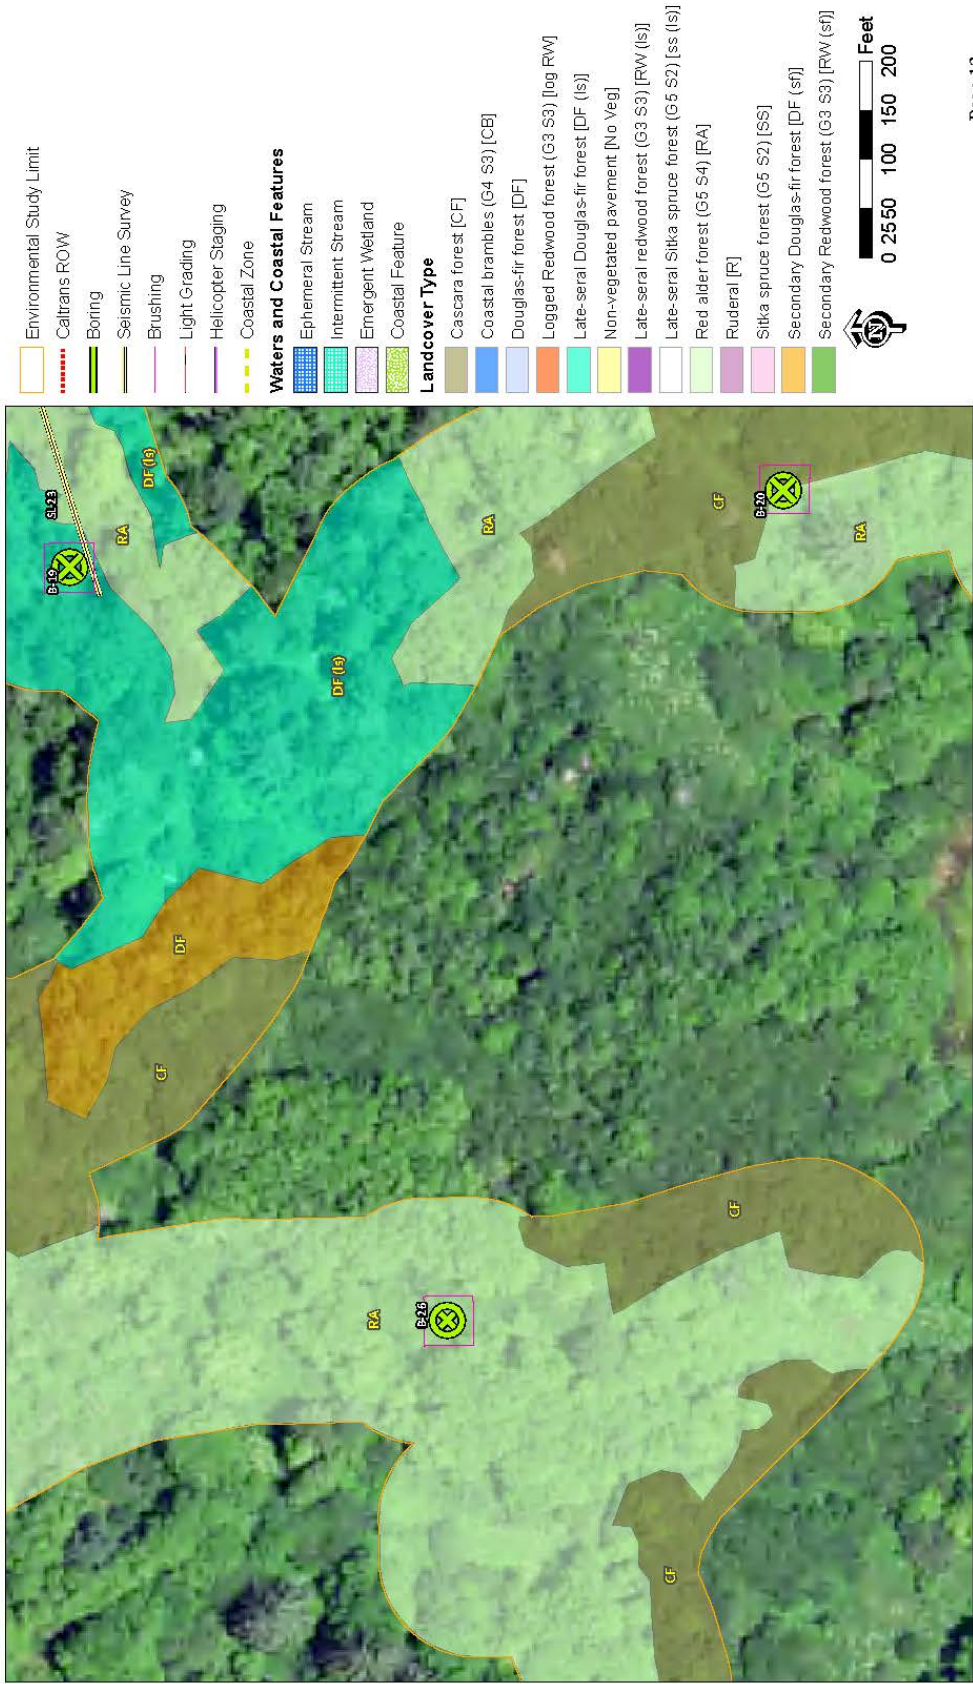 SL-23
B-19
RA
DF (ls)
DF (ls)
RA
CF
B-20
RA
DF
CF
RA
B-26
CF
CF
Environmental Study Limit
Caltrans ROW
Boring
Seismic Line Survey
Brushing
Light Grading
Helicopter Staging
Coastal Zone
Waters and Coastal Features
Ephemeral Stream
Intermittent Stream
Emergent Wetland
Coastal Feature
Landcover Type
Cascara forest [CF]
Coastal brambles (G4 S3) [CB]
Douglas-fir forest [DF]
Logged Redwood forest (G3 S3) [log RW]
Late-seral Douglas-fir forest [DF (ls)]
Non-vegetated pavement [No Veg]
Late-seral redwood forest (G3 S3) [RW (ls)]
Late-seral Sitka spruce forest (G5 S2) [ss (ls)]
Red alder forest (G5 S4) [RA]
Ruderal [R]
Sitka spruce forest (G5 S2) [SS]
Secondary Douglas-fir forest [DF (sf)]
Secondary Redwood forest (G3 S3) [RW (sf)]
N
0 25 50 100 150 200
Feet